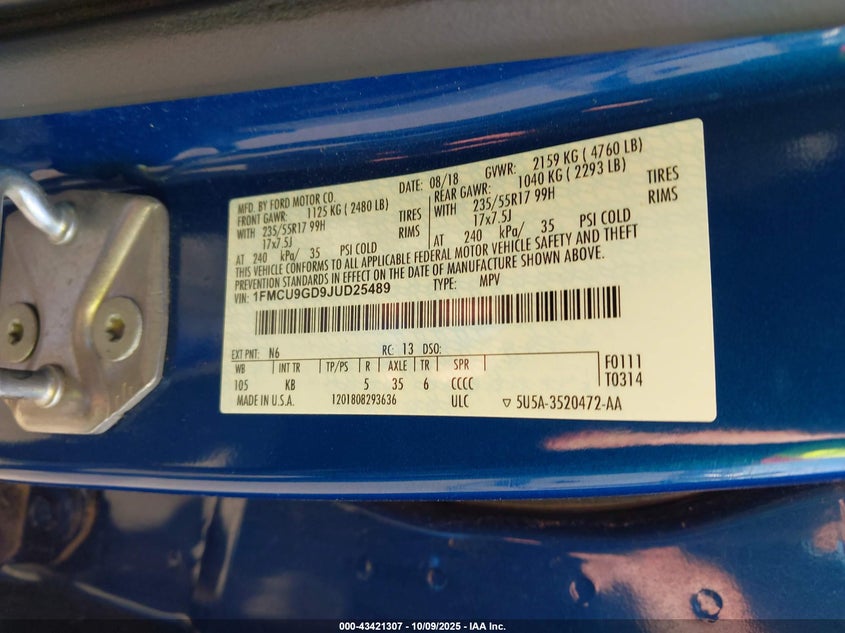 MFD. BY FORD MOTOR CO.
DATE: 08/18 GVWR: 2159 KG ( 4760 LB)
FRONT GAWR: 1125 KG ( 2480 LB)
REAR GAWR: 1040 KG ( 2293 LB)
WITH 235/55R17 99H TIRES
WITH 235/55R17 99H TIRES
17x7.5J RIMS
17x7.5J RIMS
AT 240 kPa/ 35 PSI COLD
AT 240 kPa/ 35 PSI COLD
THIS VEHICLE CONFORMS TO ALL APPLICABLE FEDERAL MOTOR VEHICLE SAFETY AND THEFT
PREVENTION STANDARDS IN EFFECT ON THE DATE OF MANUFACTURE SHOWN ABOVE.
VIN: 1FMCU9GD9JUD25489 TYPE: MPV
EXT PNT: N6 RC: 13 DSO:
WB INT TR TP/PS R AXLE TR SPR
105 KB 5 35 6 CCCC
F0111
T0314
MADE IN U.S.A. 1201808293636 ULC ▽ 5U5A-3520472-AA
000-43421307 - 10/09/2025 - IAA Inc.